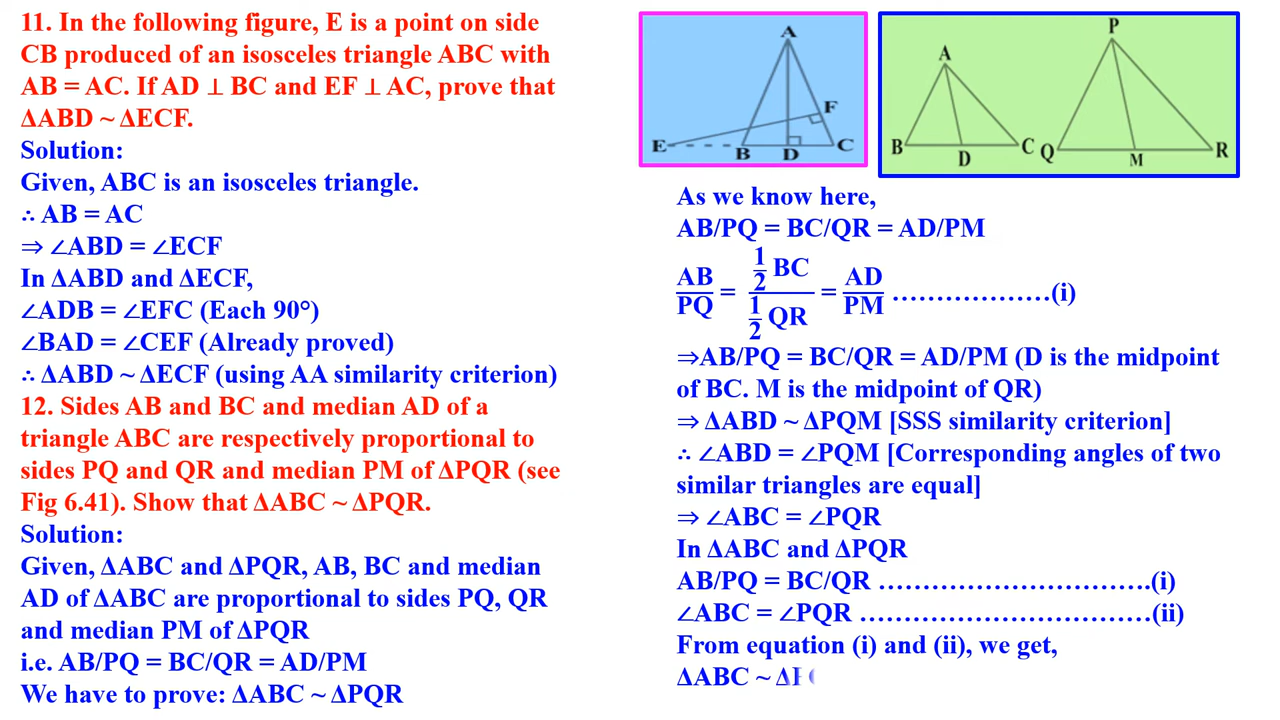 11. In the following figure, E is a point on side
CB produced of an isosceles triangle ABC with
AB = AC. If AD ⊥ BC and EF ⊥ AC, prove that
ΔABD ~ ΔECF.
Solution:
Given, ABC is an isosceles triangle.
∴ AB = AC
⇒ ∠ABD = ∠ECF
In ΔABD and ΔECF,
∠ADB = ∠EFC (Each 90°)
∠BAD = ∠CEF (Already proved)
∴ ΔABD ~ ΔECF (using AA similarity criterion)
12. Sides AB and BC and median AD of a
triangle ABC are respectively proportional to
sides PQ and QR and median PM of ΔPQR (see
Fig 6.41). Show that ΔABC ~ ΔPQR.
Solution:
Given, ΔABC and ΔPQR, AB, BC and median
AD of ΔABC are proportional to sides PQ, QR
and median PM of ΔPQR
i.e. AB/PQ = BC/QR = AD/PM
We have to prove: ΔABC ~ ΔPQR
A
F
E B D C
A P
B D C Q M R
As we know here,
AB/PQ = BC/QR = AD/PM
AB/PQ = 1/2 BC / 1/2 QR = AD/PM ………………(i)
⇒AB/PQ = BC/QR = AD/PM (D is the midpoint
of BC. M is the midpoint of QR)
⇒ ΔABD ~ ΔPQM [SSS similarity criterion]
∴ ∠ABD = ∠PQM [Corresponding angles of two
similar triangles are equal]
⇒ ∠ABC = ∠PQR
In ΔABC and ΔPQR
AB/PQ = BC/QR ………………………….(i)
∠ABC = ∠PQR ……………………………(ii)
From equation (i) and (ii), we get,
ΔABC ~